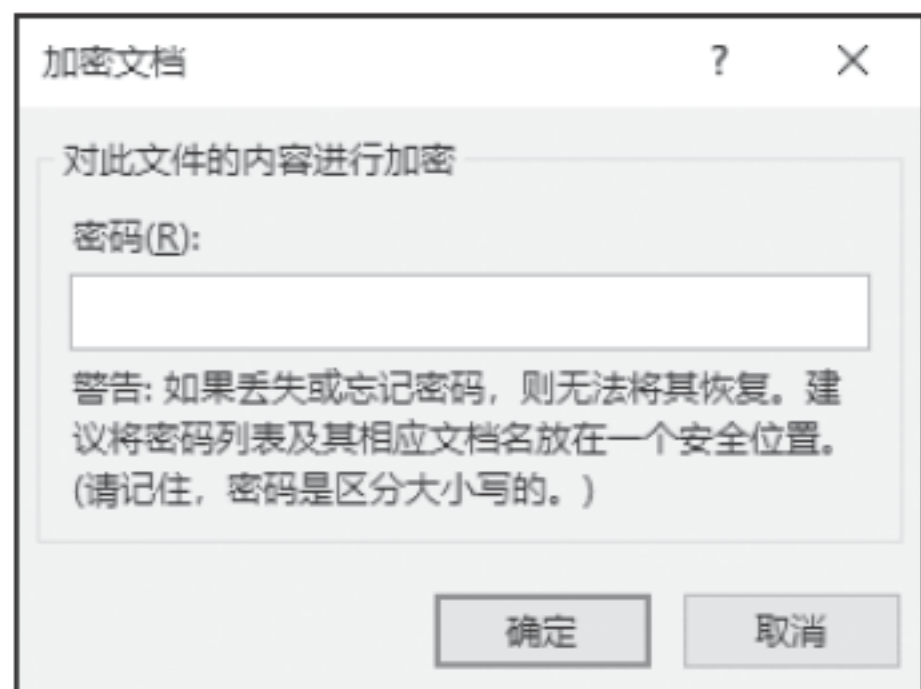 加密文档 ? ×
对此文件的内容进行加密
密码(R):
警告: 如果丢失或忘记密码，则无法将其恢复。建
议将密码列表及其相应文档名放在一个安全位置。
(请记住，密码是区分大小写的。)
确定 取消